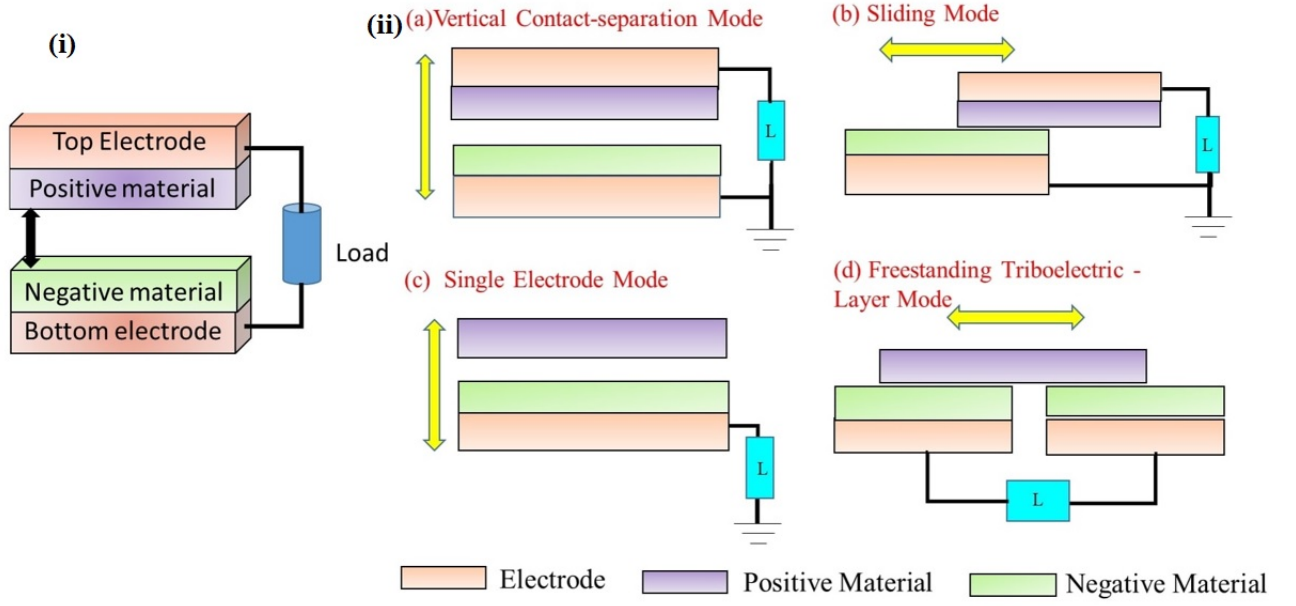 (i)
Top Electrode
Positive material
Negative material
Bottom electrode
Load
(ii)
(a)Vertical Contact-separation Mode
L
(b) Sliding Mode
L
(c) Single Electrode Mode
L
(d) Freestanding Triboelectric -
Layer Mode
L
Electrode
Positive Material
Negative Material